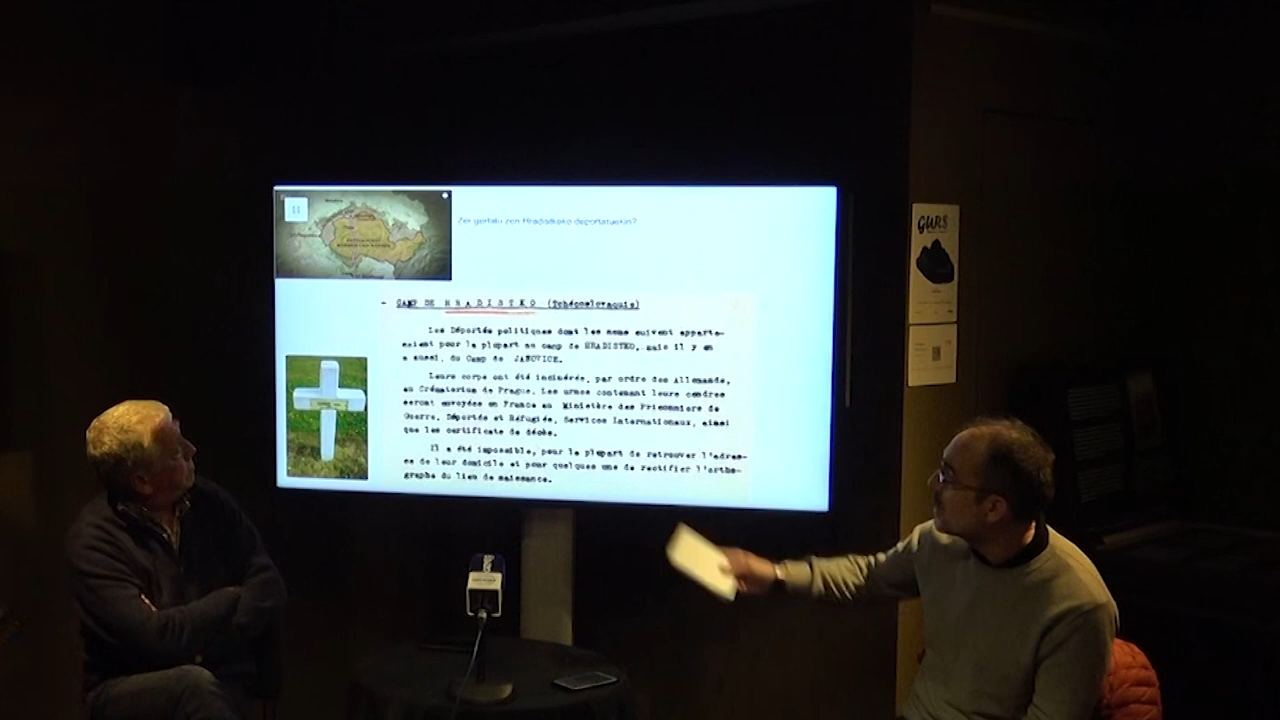 Zer gertatu zen Hradistkoko deportatuekin?
- CAMP DE HRADISTKO (Tchécoslovaquie)
Les Déportés politiques dont les noms suivent apparte-
naient pour la plupart au camp de HRADISTKO, mais il y en
a aussi, du Camp de JANOVICE.
Leurs corps ont été incinérés, par ordre des Allemands,
au Crématorium de Prague. Les urnes contenant leurs cendres
seront envoyées en France au Ministère des Prisonniers de
Guerre, Déportés et Réfugiés, Services Internationaux, ainsi
que les certificats de décès.
Il a été impossible, pour la plupart de retrouver l'adres-
se de leur domicile et pour quelques uns de rectifier l'ortho-
graphe du lieu de naissance.
GURS